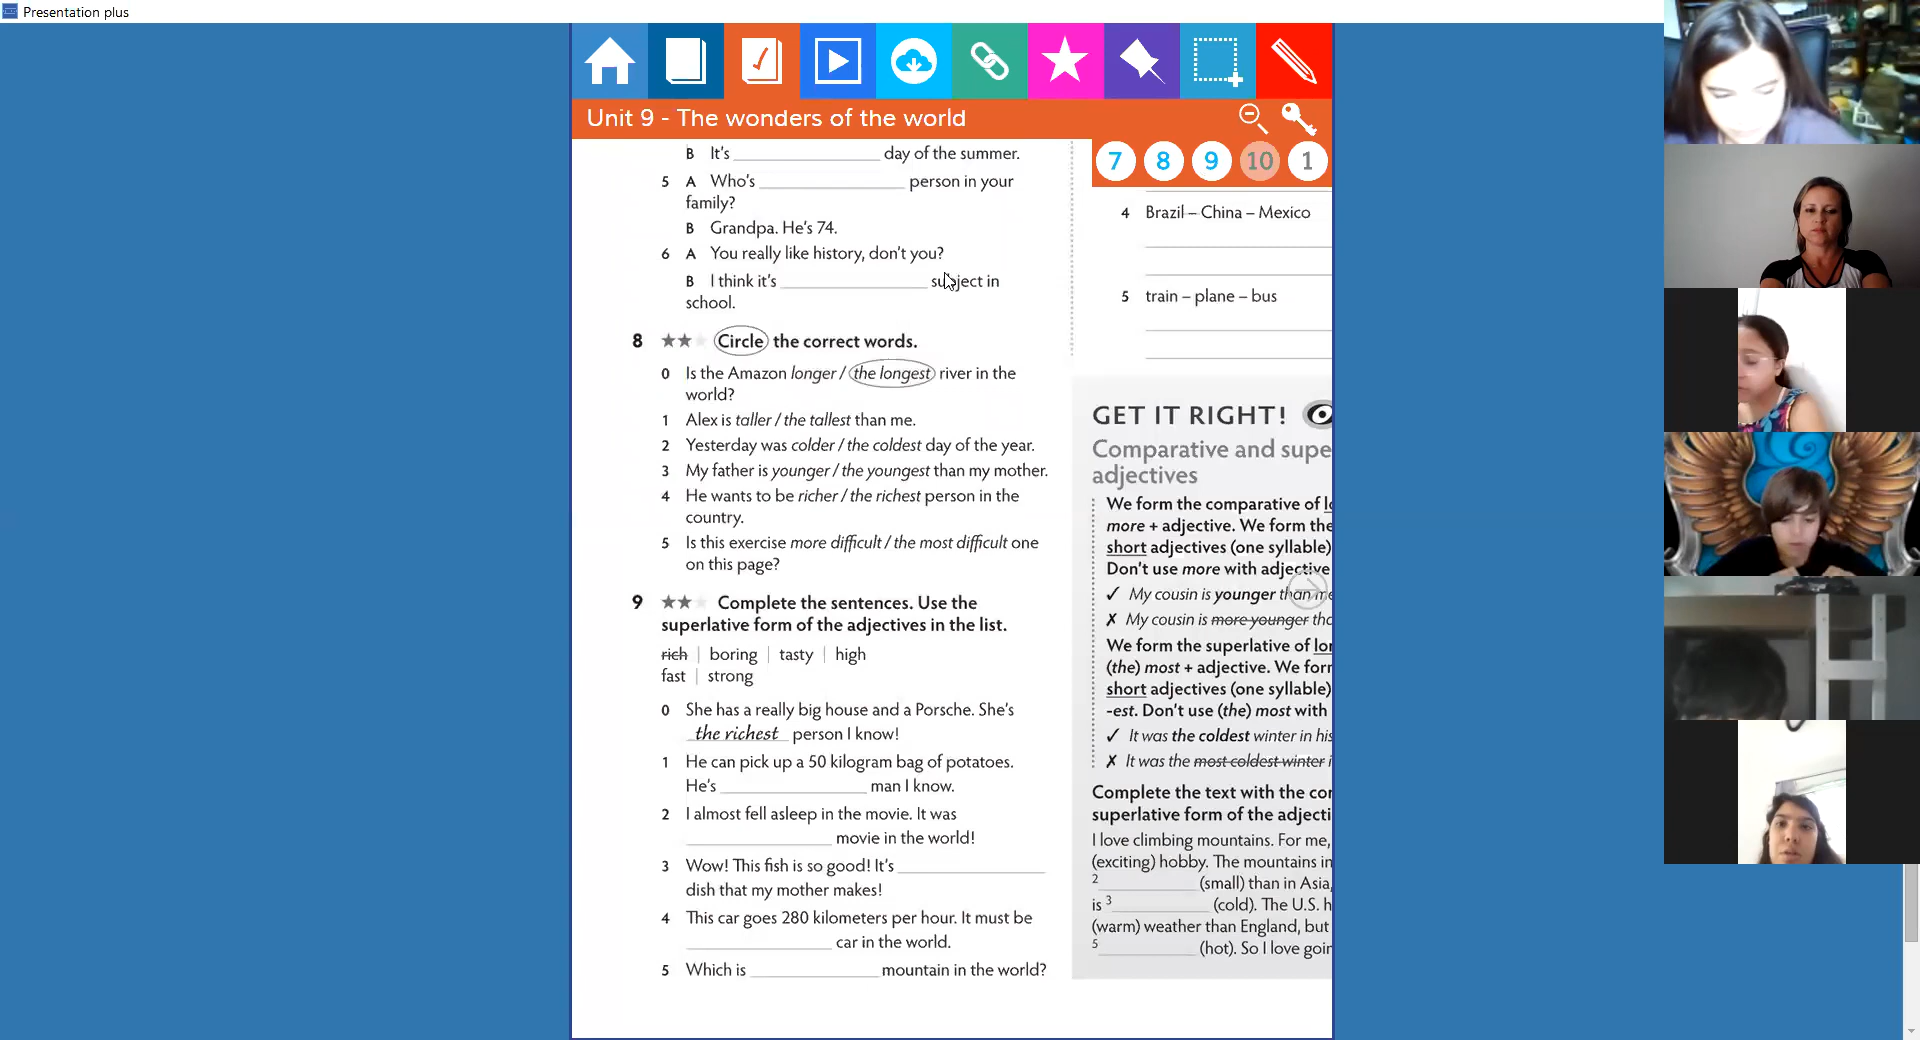 Presentation plus
Unit 9 - The wonders of the world
7 8 9 10 1
B It's ____ day of the summer.
5 A Who's ____ person in your
family?
B Grandpa. He's 74.
6 A You really like history, don't you?
B I think it's ____ subject in
school.
8 Circle the correct words.
0 Is the Amazon longer / the longest river in the
world?
1 Alex is taller / the tallest than me.
2 Yesterday was colder / the coldest day of the year.
3 My father is younger / the youngest than my mother.
4 He wants to be richer / the richest person in the
country.
5 Is this exercise more difficult / the most difficult one
on this page?
9 Complete the sentences. Use the
superlative form of the adjectives in the list.
rich | boring | tasty | high
fast | strong
0 She has a really big house and a Porsche. She's
the richest person I know!
1 He can pick up a 50 kilogram bag of potatoes.
He's ____ man I know.
2 I almost fell asleep in the movie. It was
____ movie in the world!
3 Wow! This fish is so good! It's ____
dish that my mother makes!
4 This car goes 280 kilometers per hour. It must be
____ car in the world.
5 Which is ____ mountain in the world?
4 Brazil – China – Mexico
5 train – plane – bus
GET IT RIGHT!
Comparative and supe
adjectives
We form the comparative of
more + adjective. We form the
short adjectives (one syllable)
Don't use more with adjective
✓ My cousin is younger than me
✗ My cousin is more younger tha
We form the superlative of
(the) most + adjective. We for
short adjectives (one syllable)
-est. Don't use (the) most with
✓ It was the coldest winter in his
✗ It was the most coldest winter i
Complete the text with the co
superlative form of the adjecti
I love climbing mountains. For me,
(exciting) hobby. The mountains in
2 ____ (small) than in Asia,
is 3 ____ (cold). The U.S. h
(warm) weather than England, but
5 ____ (hot). So I love goin